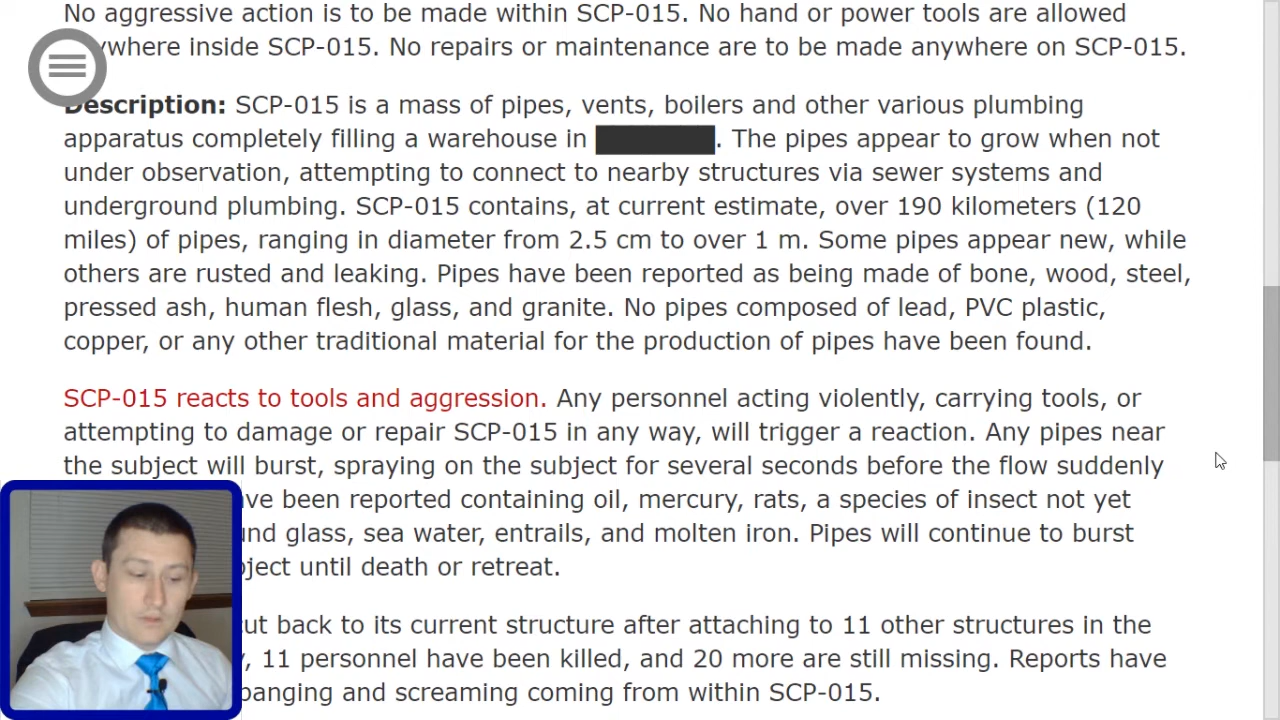 No aggressive action is to be made within SCP-015. No hand or power tools are allowed
inside SCP-015. No repairs or maintenance are to be made anywhere on SCP-015.
Description: SCP-015 is a mass of pipes, vents, boilers and other various plumbing
apparatus completely filling a warehouse in . The pipes appear to grow when not
under observation, attempting to connect to nearby structures via sewer systems and
underground plumbing. SCP-015 contains, at current estimate, over 190 kilometers (120
miles) of pipes, ranging in diameter from 2.5 cm to over 1 m. Some pipes appear new, while
others are rusted and leaking. Pipes have been reported as being made of bone, wood, steel,
pressed ash, human flesh, glass, and granite. No pipes composed of lead, PVC plastic,
copper, or any other traditional material for the production of pipes have been found.
SCP-015 reacts to tools and aggression. Any personnel acting violently, carrying tools, or
attempting to damage or repair SCP-015 in any way, will trigger a reaction. Any pipes near
the subject will burst, spraying on the subject for several seconds before the flow suddenly
been reported containing oil, mercury, rats, a species of insect not yet
glass, sea water, entrails, and molten iron. Pipes will continue to burst
until death or retreat.
back to its current structure after attaching to 11 other structures in the
, 11 personnel have been killed, and 20 more are still missing. Reports have
banging and screaming coming from within SCP-015.